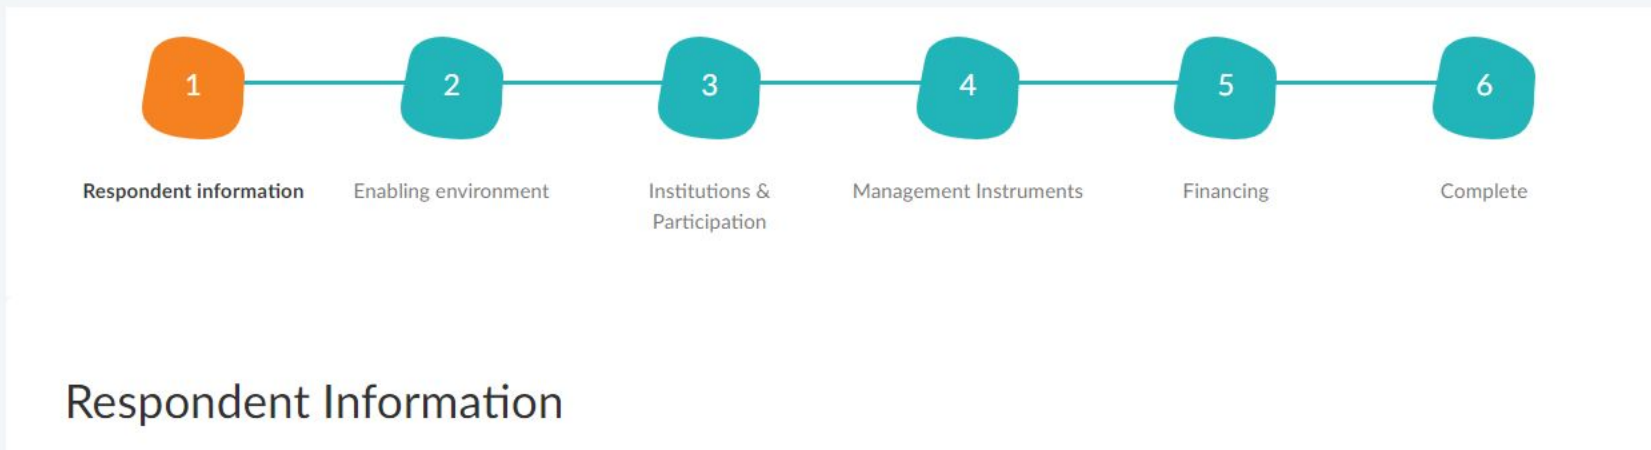 1
2
3
4
5
6
Respondent information
Enabling environment
Institutions &
Participation
Management Instruments
Financing
Complete
Respondent Information